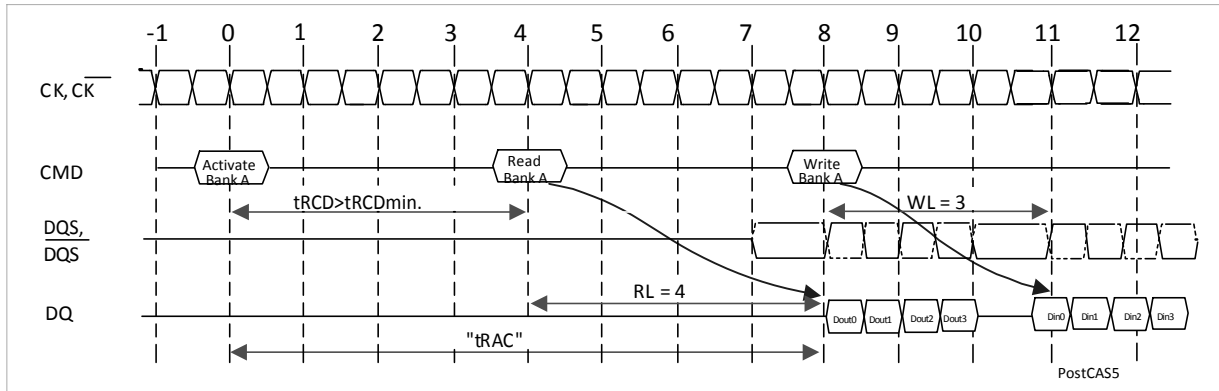 -1 0 1 2 3 4 5 6 7 8 9 10 11 12
CK, CK
CMD
Activate
Bank A
Read
Bank A
Write
Bank A
tRCD>tRCDmin.
WL = 3
DQS,
DQS
RL = 4
DQ
Dout0 Dout1 Dout2 Dout3
Din0 Din1 Din2 Din3
"tRAC"
PostCAS5